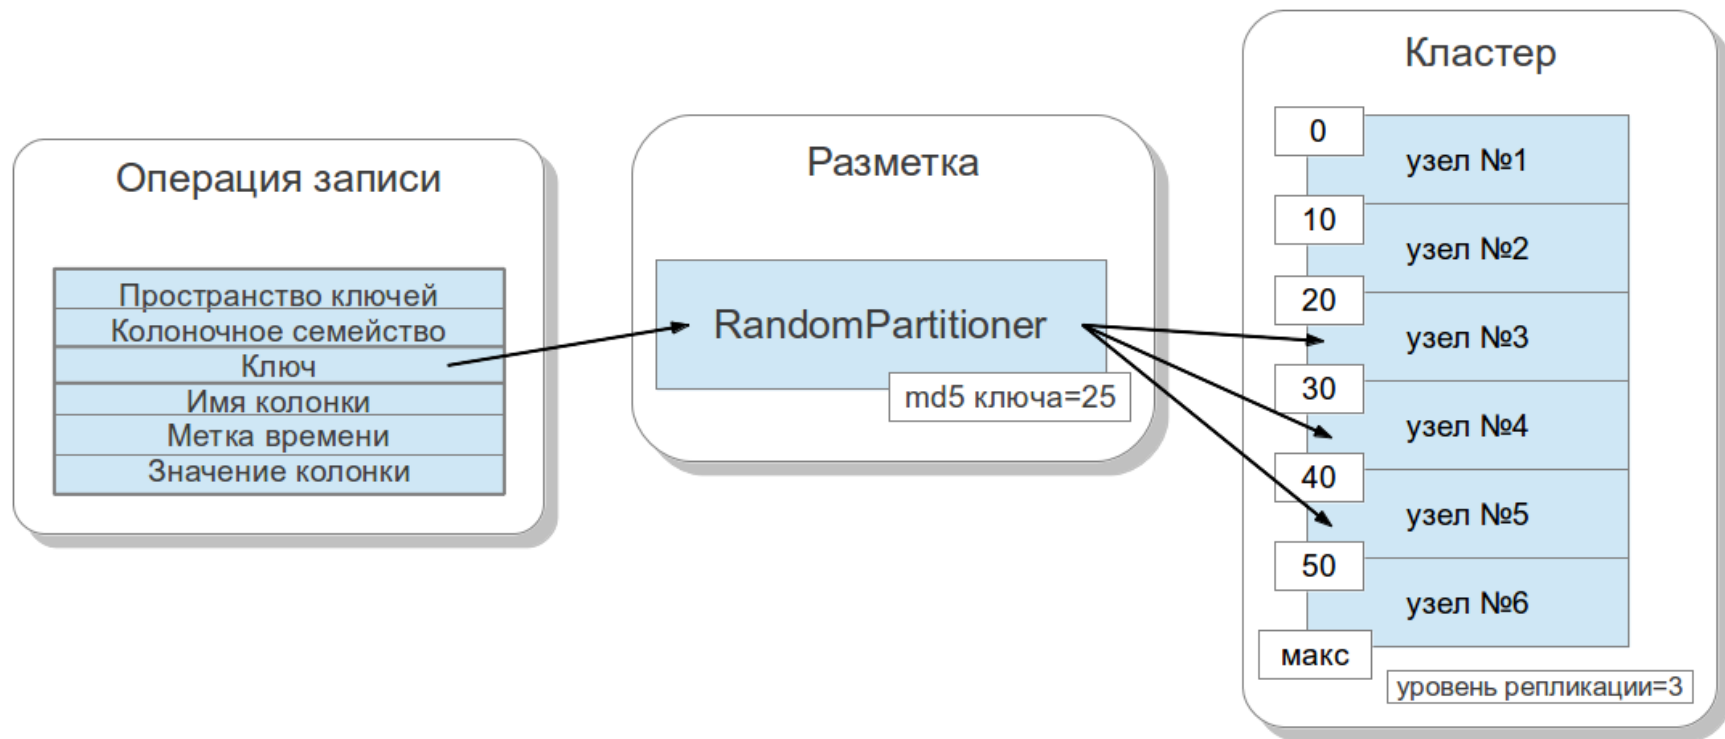 Операция записи
Пространство ключей
Колоночное семейство
Ключ
Имя колонки
Метка времени
Значение колонки
Разметка
RandomPartitioner
md5 ключа=25
Кластер
0
узел №1
10
узел №2
20
узел №3
30
узел №4
40
узел №5
50
узел №6
макс
уровень репликации=3